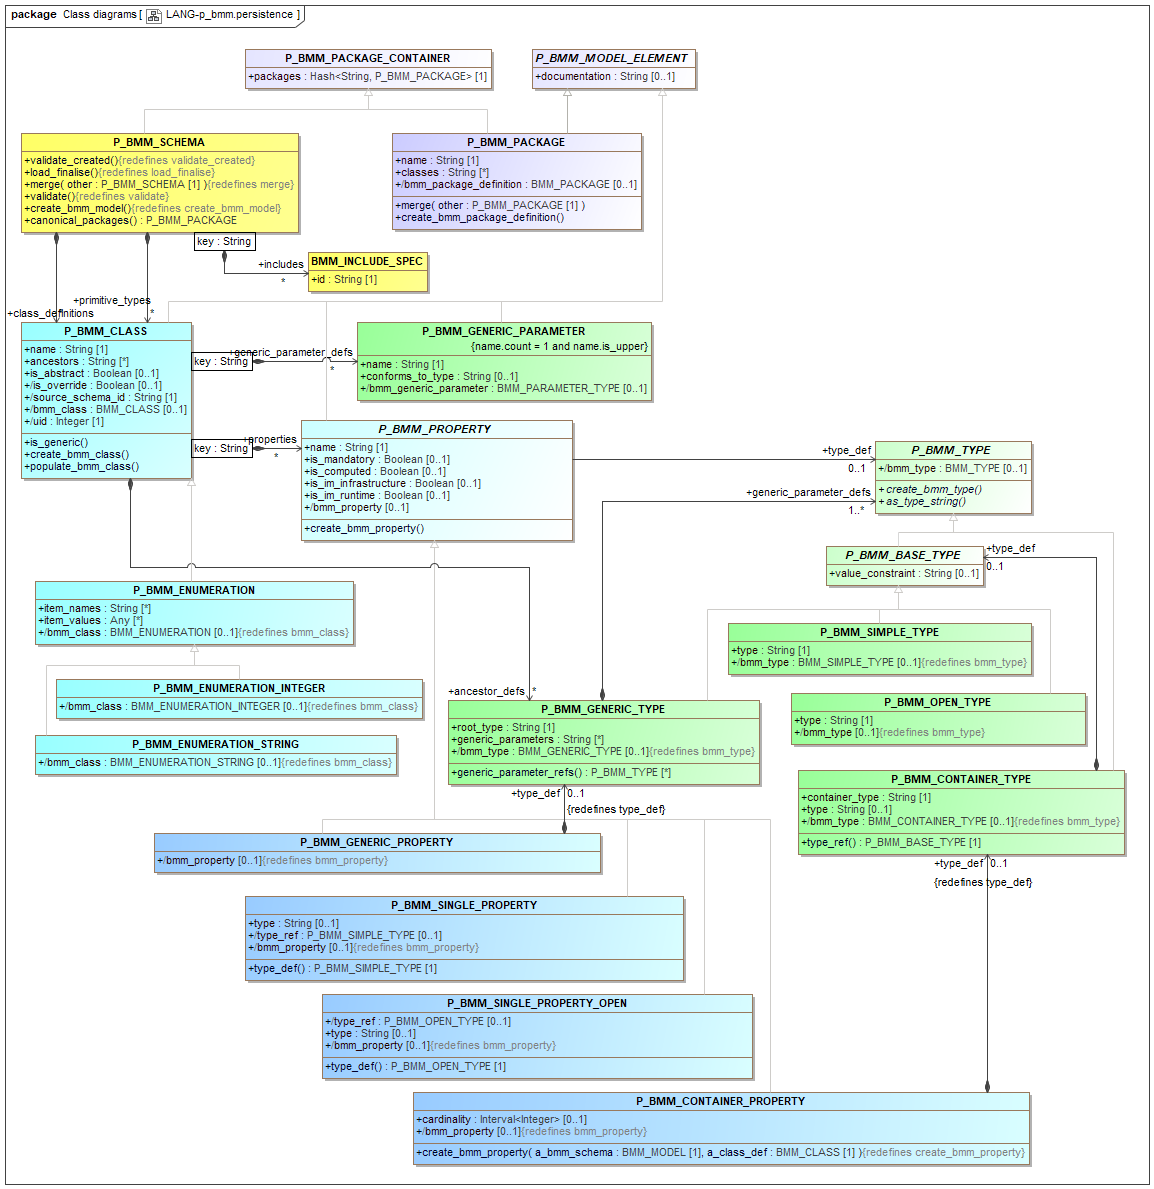 package Class diagrams [ LANG-p_bmm.persistence ]
P_BMM_PACKAGE_CONTAINER
+packages : Hash<String, P_BMM_PACKAGE> [1]
P_BMM_MODEL_ELEMENT
+documentation : String [0..1]
P_BMM_SCHEMA
+validate_created(){redefines validate_created}
+load_finalise(){redefines load_finalise}
+merge( other : P_BMM_SCHEMA [1] ){redefines merge}
+validate(){redefines validate}
+create_bmm_model(){redefines create_bmm_model}
+canonical_packages() : P_BMM_PACKAGE
P_BMM_PACKAGE
+name : String [1]
+classes : String [*]
+/bmm_package_definition : BMM_PACKAGE [0..1]
+merge( other : P_BMM_PACKAGE [1] )
+create_bmm_package_definition()
key : String
+includes
*
BMM_INCLUDE_SPEC
+id : String [1]
+primitive_types
*
+class_definitions
P_BMM_CLASS
+name : String [1]
+ancestors : String [*]
+is_abstract : Boolean [0..1]
+/is_override : Boolean [0..1]
+/source_schema_id : String [1]
+/bmm_class : BMM_CLASS [0..1]
+/uid : Integer [1]
+is_generic()
+create_bmm_class()
+populate_bmm_class()
key : String
+generic_parameter_defs
*
P_BMM_GENERIC_PARAMETER
{name.count = 1 and name.is_upper}
+name : String [1]
+conforms_to_type : String [0..1]
+/bmm_generic_parameter : BMM_PARAMETER_TYPE [0..1]
key : String
+properties
*
P_BMM_PROPERTY
+name : String [1]
+is_mandatory : Boolean [0..1]
+is_computed : Boolean [0..1]
+is_im_infrastructure : Boolean [0..1]
+is_im_runtime : Boolean [0..1]
+/bmm_property [0..1]
+create_bmm_property()
+type_def
0..1
+generic_parameter_defs
1..*
P_BMM_TYPE
+/bmm_type : BMM_TYPE [0..1]
+create_bmm_type()
+as_type_string()
P_BMM_BASE_TYPE
+value_constraint : String [0..1]
+type_def
0..1
P_BMM_ENUMERATION
+item_names : String [*]
+item_values : Any [*]
+/bmm_class : BMM_ENUMERATION [0..1]{redefines bmm_class}
P_BMM_SIMPLE_TYPE
+type : String [1]
+/bmm_type : BMM_SIMPLE_TYPE [0..1]{redefines bmm_type}
P_BMM_ENUMERATION_INTEGER
+/bmm_class : BMM_ENUMERATION_INTEGER [0..1]{redefines bmm_class}
P_BMM_ENUMERATION_STRING
+/bmm_class : BMM_ENUMERATION_STRING [0..1]{redefines bmm_class}
+ancestor_defs
*
P_BMM_GENERIC_TYPE
+root_type : String [1]
+generic_parameters : String [*]
+/bmm_type : BMM_GENERIC_TYPE [0..1]{redefines bmm_type}
+generic_parameter_refs() : P_BMM_TYPE [*]
P_BMM_OPEN_TYPE
+type : String [1]
+/bmm_type [0..1]{redefines bmm_type}
P_BMM_CONTAINER_TYPE
+container_type : String [1]
+type : String [0..1]
+/bmm_type : BMM_CONTAINER_TYPE [0..1]{redefines bmm_type}
+type_ref() : P_BMM_BASE_TYPE [1]
+type_def 0..1
{redefines type_def}
+type_def 0..1
{redefines type_def}
P_BMM_GENERIC_PROPERTY
+/bmm_property [0..1]{redefines bmm_property}
P_BMM_SINGLE_PROPERTY
+type : String [0..1]
+/type_ref : P_BMM_SIMPLE_TYPE [0..1]
+/bmm_property [0..1]{redefines bmm_property}
+type_def() : P_BMM_SIMPLE_TYPE [1]
P_BMM_SINGLE_PROPERTY_OPEN
+/type_ref : P_BMM_OPEN_TYPE [0..1]
+type : String [0..1]
+/bmm_property [0..1]{redefines bmm_property}
+type_def() : P_BMM_OPEN_TYPE [1]
P_BMM_CONTAINER_PROPERTY
+cardinality : Interval<Integer> [0..1]
+/bmm_property [0..1]{redefines bmm_property}
+create_bmm_property( a_bmm_schema : BMM_MODEL [1], a_class_def : BMM_CLASS [1] ){redefines create_bmm_property}